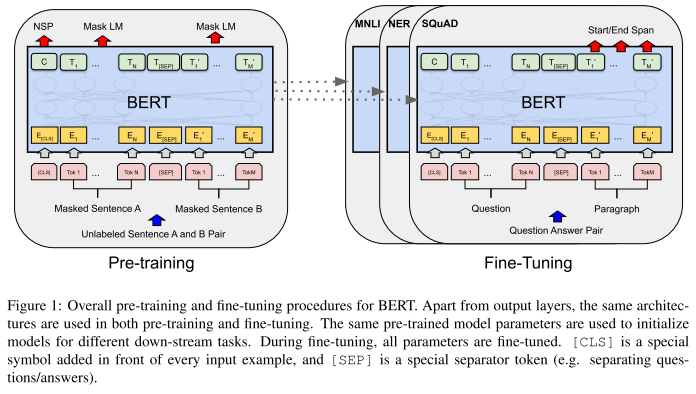 NSP Mask LM Mask LM
C T1 ... TN T[SEP] T1' ... TM'
BERT
E[CLS] E1 ... EN E[SEP] E1' ... EM'
[CLS] Tok 1 ... Tok N [SEP] Tok 1 ... TokM
Masked Sentence A Masked Sentence B
Unlabeled Sentence A and B Pair
Pre-training
MNLI NER SQuAD Start/End Span
C T1 ... TN T[SEP] T1' ... TM'
BERT
E[CLS] E1 ... EN E[SEP] E1' ... EM'
[CLS] Tok 1 ... Tok N [SEP] Tok 1 ... TokM
Question Paragraph
Question Answer Pair
Fine-Tuning
Figure 1: Overall pre-training and fine-tuning procedures for BERT. Apart from output layers, the same architec-
tures are used in both pre-training and fine-tuning. The same pre-trained model parameters are used to initialize
models for different down-stream tasks. During fine-tuning, all parameters are fine-tuned. [CLS] is a special
symbol added in front of every input example, and [SEP] is a special separator token (e.g. separating ques-
tions/answers).